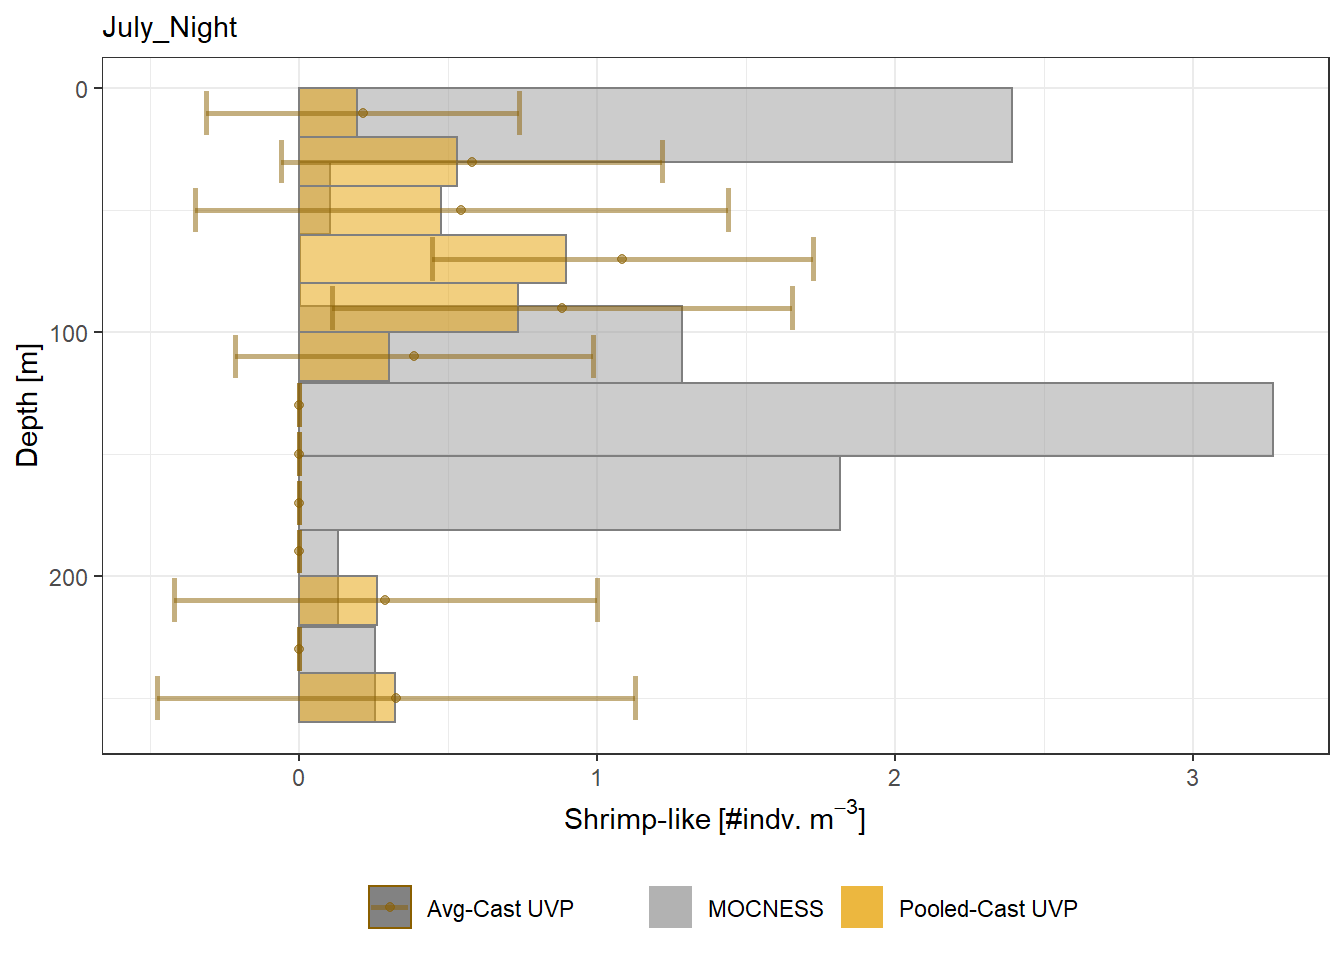 July_Night
0
100
200
Depth [m]
0 1 2 3
Shrimp-like [#indv. m⁻³]
Avg-Cast UVP MOCNESS Pooled-Cast UVP